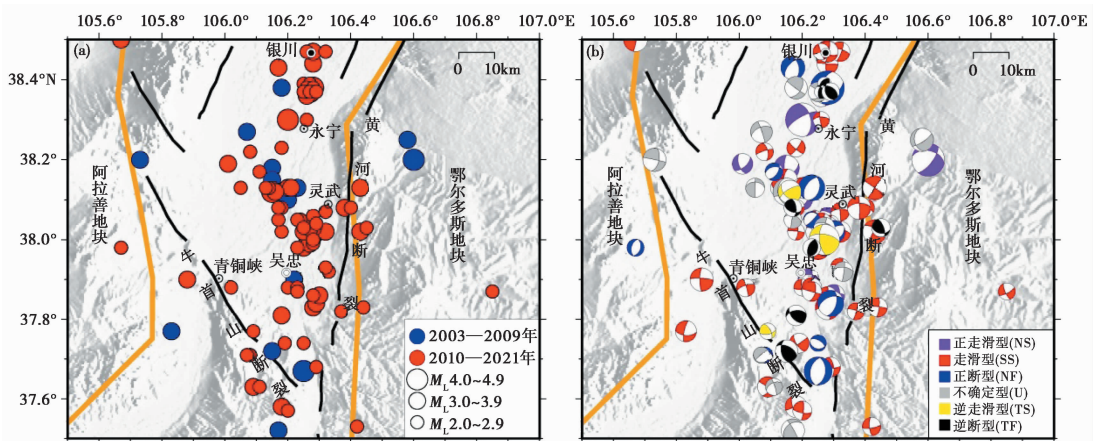 105.6 105.8 106.0 106.2 106.4 106.6 106.8 107.0°E
105.6 105.8 106.0 106.2 106.4 106.6 106.8 107.0°E
38.4°N
38.2°
38.0°
37.8°
37.6°
(a)
银川
0 10km
永宁
黄
河
断
裂
灵武
阿拉善地块
鄂尔多斯地块
吴忠
青铜峡
牛
首
山
断
裂
2003—2009年
2010—2021年
ML4.0~4.9
ML3.0~3.9
ML2.0~2.9
(b)
银川
0 10km
永宁
黄
河
断
裂
灵武
阿拉善地块
鄂尔多斯地块
吴忠
青铜峡
牛
首
山
断
裂
正走滑型(NS)
走滑型(SS)
正断型(NF)
不确定型(U)
逆走滑型(TS)
逆断型(TF)